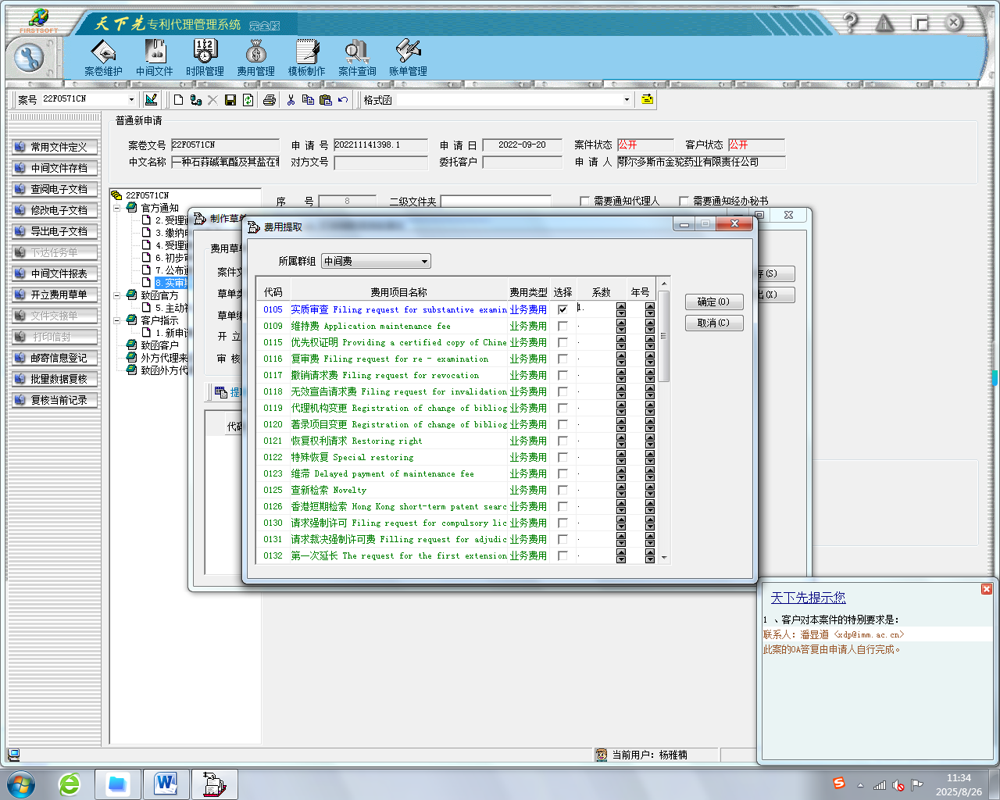 FIRSTSOFT
天下先专利代理管理系统 完全版
案卷维护 中间文件 时限管理 费用管理 模板制作 案件查询 账单管理
案号 22F0571CN 格式函
普通新申请
案卷文号 22F0571CN 申请号 202211141398.1 申请日 2022-09-20 案件状态 公开 客户状态 公开
中文名称 一种石蒜碱氧酯及其盐在制 对方文号 委托客户 申请人 鄂尔多斯市金驼药业有限责任公司
常用文件定义
中间文件存档
查阅电子文档
修改电子文档
导出电子文档
下达任务单
中间文件报表
开立费用草单
文件交接单
打印信封
邮寄信息登记
批量数据复核
复核当前记录
22F0571CN
官方通知
2. 受理通
3. 缴纳申
4. 受理通
6. 初步审
7. 公布通
8. 实审其
致函官方
5. 主动补
客户指示
1. 新申请
致函客户
外方代理来
致函外方代
序号 8 二级文件夹 需要通知代理人 需要通知经办秘书
制作草单
费用草单
案件文
草单类
草单编
开立
审核
提取
代码
存(S)
出(X)
费用提取
所属群组 中间费
代码 费用项目名称 费用类型 选择 系数 年号
0105 实质审查 Filing request for substantive examin 业务费用 1.
0109 维持费 Application maintenance fee 业务费用 .
0115 优先权证明 Providing a certified copy of Chine 业务费用 .
0116 复审费 Filing request for re - examination 业务费用 .
0117 撤销请求费 Filing request for revocation 业务费用 .
0118 无效宣告请求费 Filing request for invalidation 业务费用 .
0119 代理机构变更 Registration of change of bibliog 业务费用 .
0120 著录项目变更 Registration of change of bibliog 业务费用 .
0121 恢复权利请求 Restoring right 业务费用 .
0122 特殊恢复 Special restoring 业务费用 .
0123 维滞 Delayed payment of maintenance fee 业务费用 .
0125 查新检索 Novelty 业务费用 .
0126 香港短期检索 Hong Kong short-term patent searc 业务费用 .
0130 请求强制许可 Filing request for compulsory lic 业务费用 .
0131 请求裁决强制许可费 Filling request for adjudic 业务费用 .
0132 第一次延长 The request for the first extension 业务费用 .
确定(O)
取消(C)
天下先提示您
1 、客户对本案件的特别要求是:
联系人: 潘显道 <xdp@imm.ac.cn>
此案的OA答复由申请人自行完成。
当前用户: 杨雅楠
11:34
2025/8/26